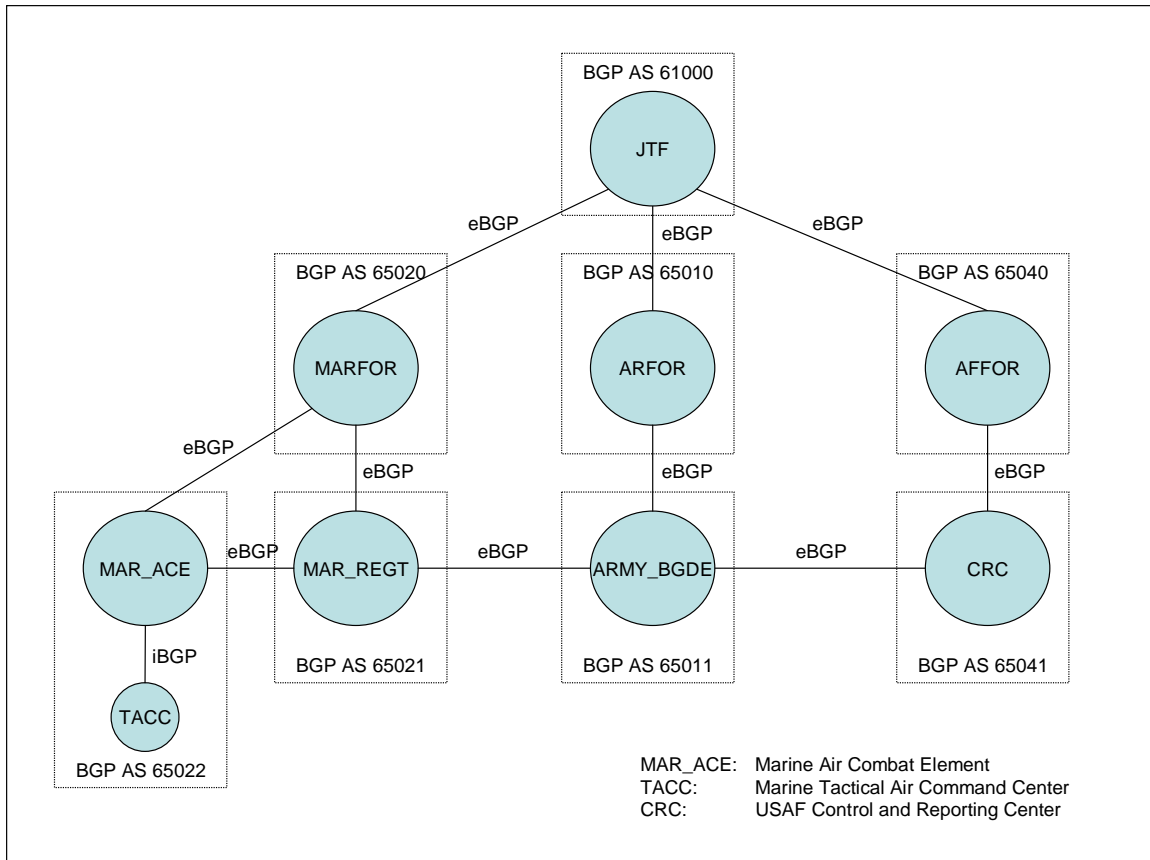 BGP AS 61000
JTF
eBGP
eBGP
eBGP
BGP AS 65020
BGP AS 65010
BGP AS 65040
MARFOR
ARFOR
AFFOR
eBGP
eBGP
eBGP
eBGP
MAR_ACE
eBGP
MAR_REGT
eBGP
ARMY_BGDE
eBGP
CRC
iBGP
BGP AS 65021
BGP AS 65011
BGP AS 65041
TACC
BGP AS 65022
MAR_ACE: Marine Air Combat Element
TACC: Marine Tactical Air Command Center
CRC: USAF Control and Reporting Center